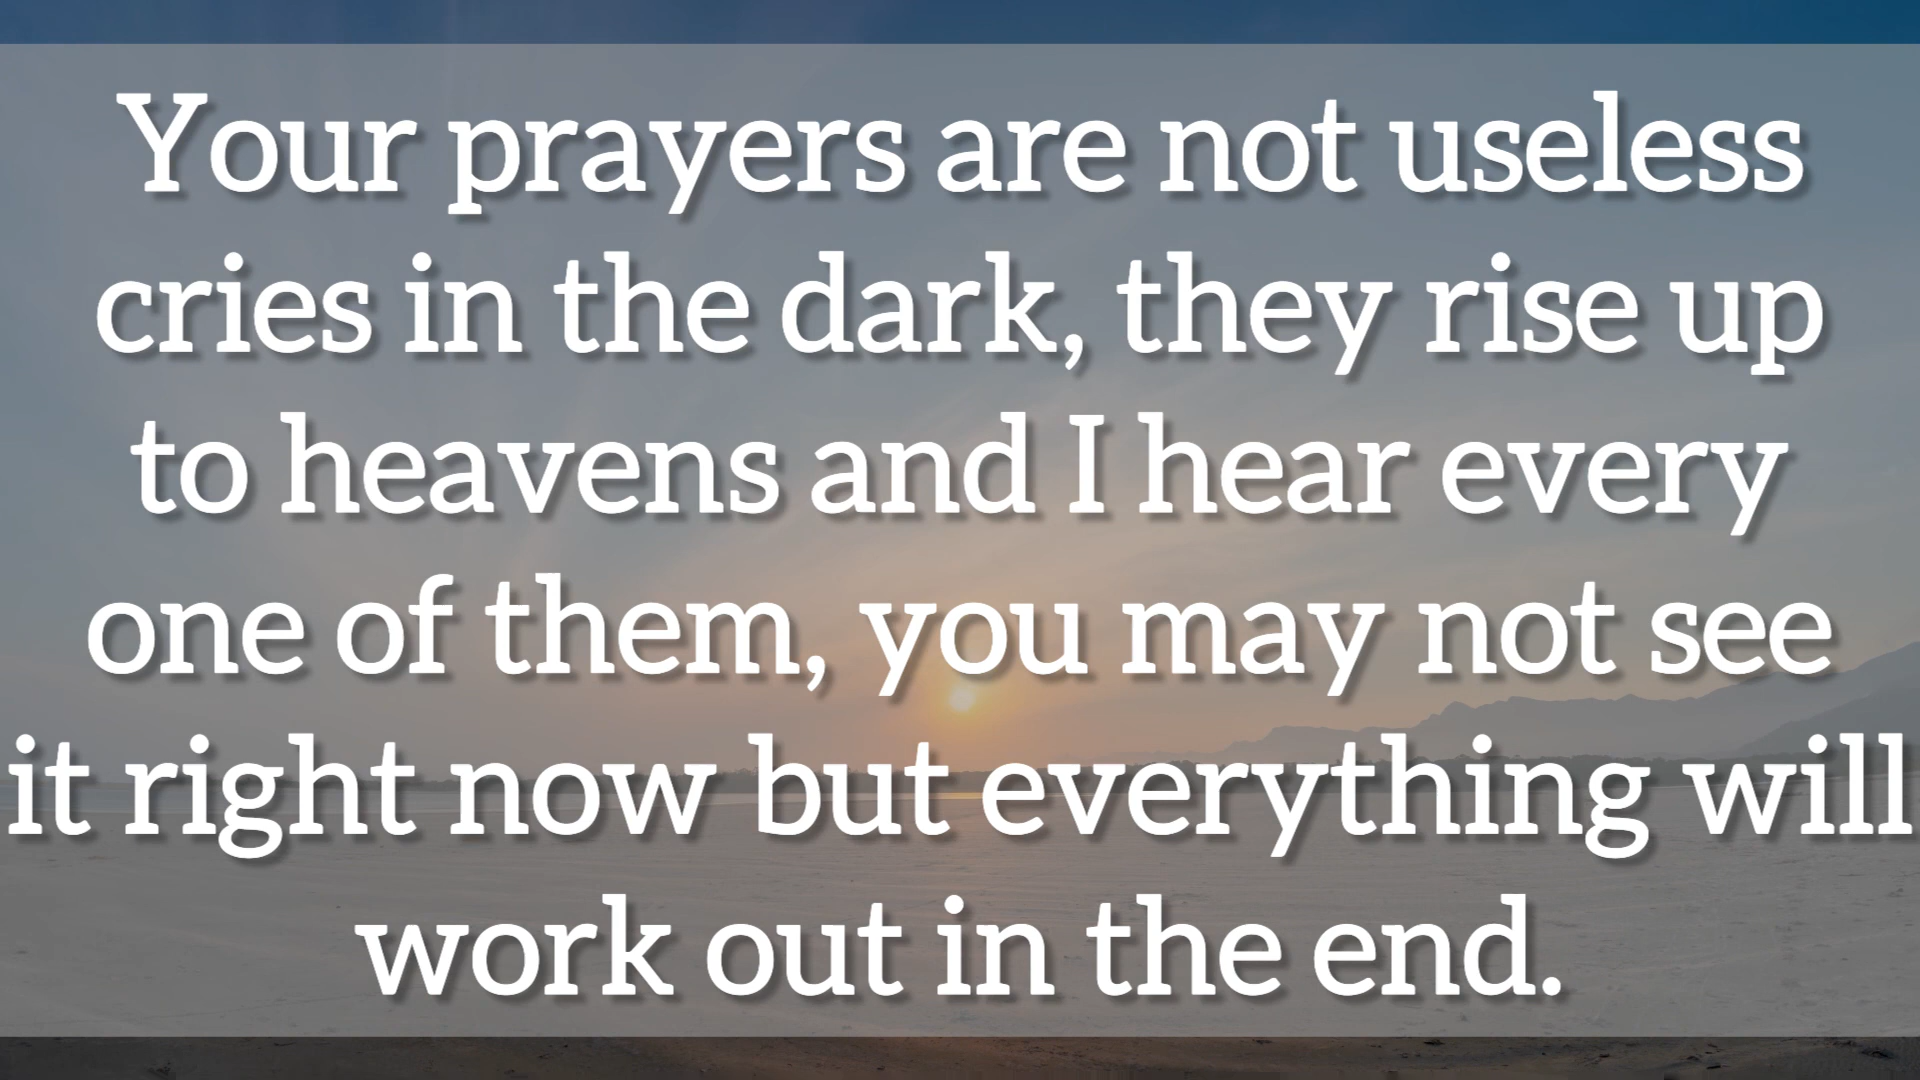 Your prayers are not useless
cries in the dark, they rise up
to heavens and I hear every
one of them, you may not see
it right now but everything will
work out in the end.